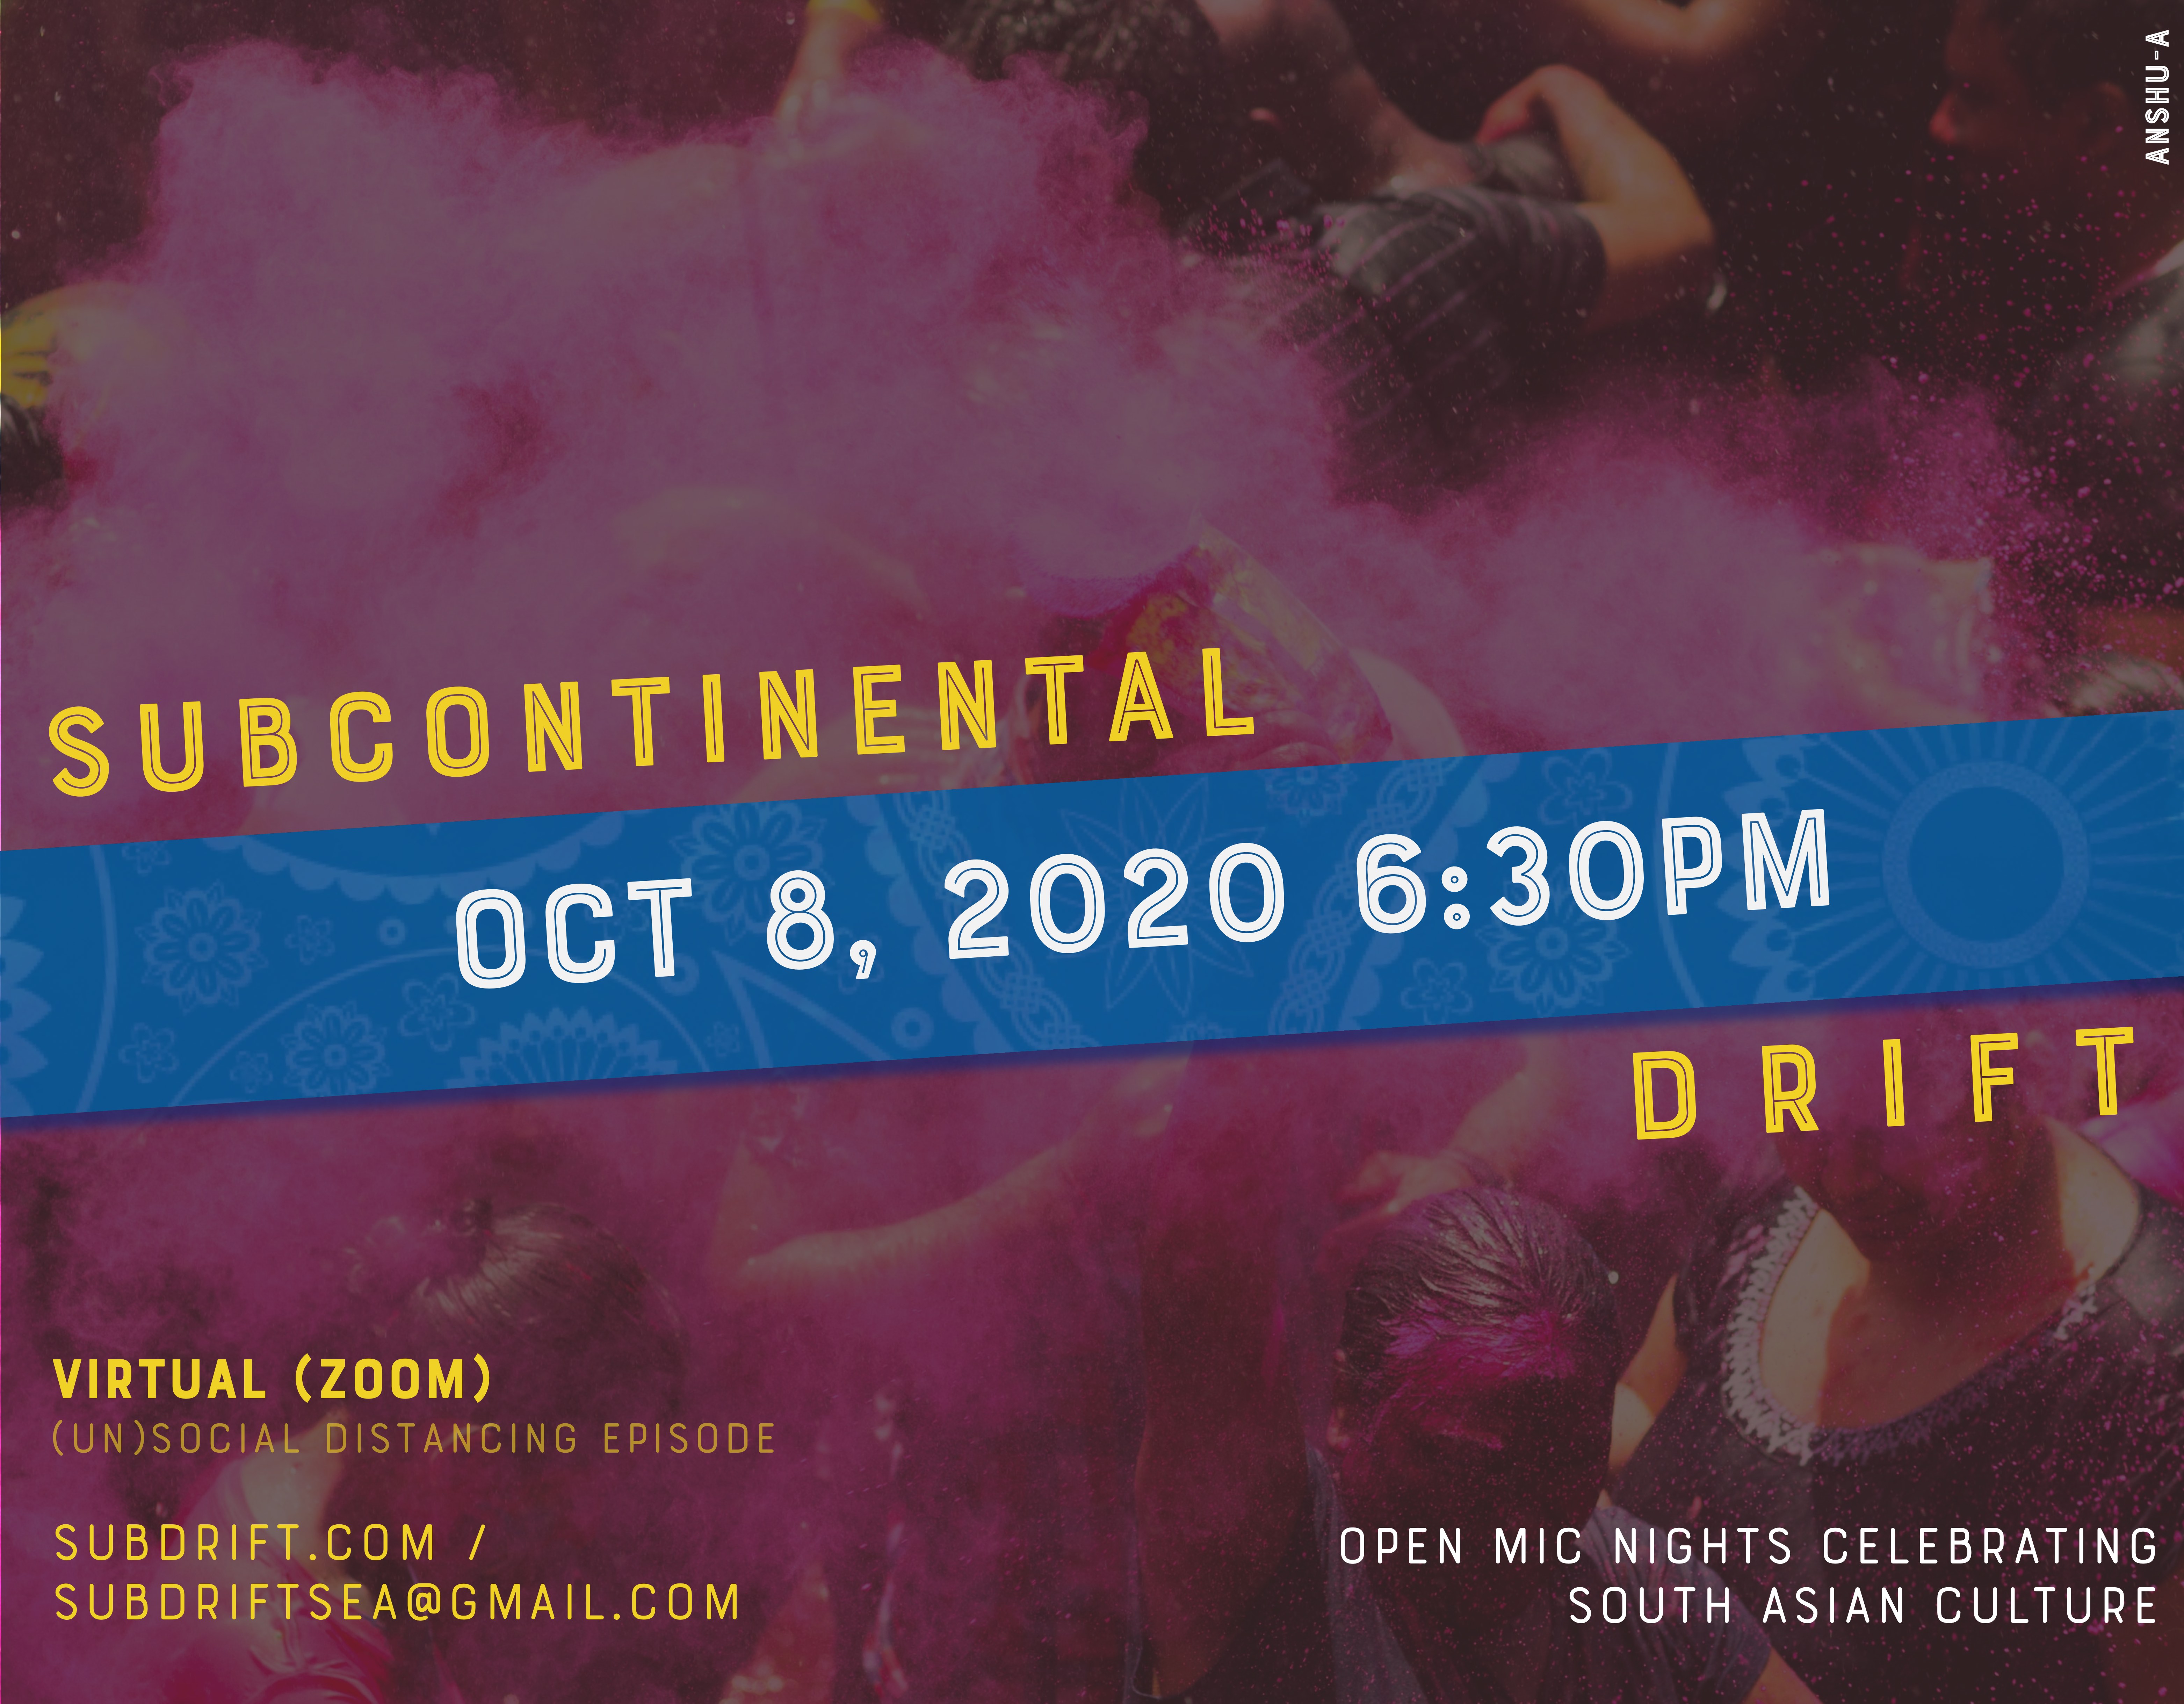 ANSHU-A
SUBCONTINENTAL
OCT 8, 2020 6:30PM
DRIFT
VIRTUAL (ZOOM)
(UN)SOCIAL DISTANCING EPISODE
SUBDRIFT.COM /
SUBDRIFTSEA@GMAIL.COM
OPEN MIC NIGHTS CELEBRATING
SOUTH ASIAN CULTURE